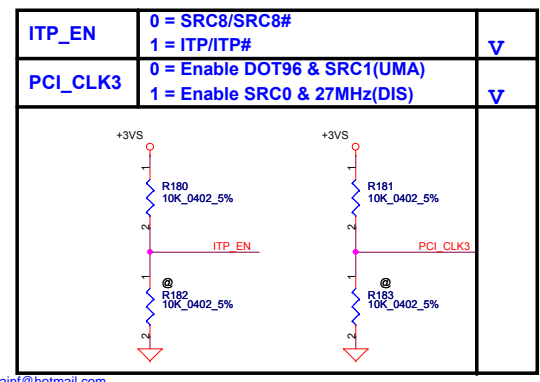 ITP_EN
0 = SRC8/SRC8#
1 = ITP/ITP#
V
PCI_CLK3
0 = Enable DOT96 & SRC1(UMA)
1 = Enable SRC0 & 27MHz(DIS)
V
+3VS
+3VS
1
R180
10K_0402_5%
2
1
R181
10K_0402_5%
2
ITP_EN
PCI_CLK3
1
@
R182
10K_0402_5%
2
1
@
R183
10K_0402_5%
2
ainf@hotmail.com